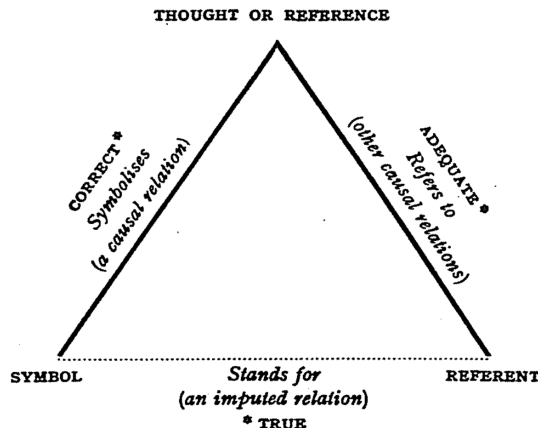 THOUGHT OR REFERENCE
CORRECT *
Symbolises
(a causal relation)
ADEQUATE *
Refers to
(other causal relations)
SYMBOL
Stands for
REFERENT
(an imputed relation)
* TRUE